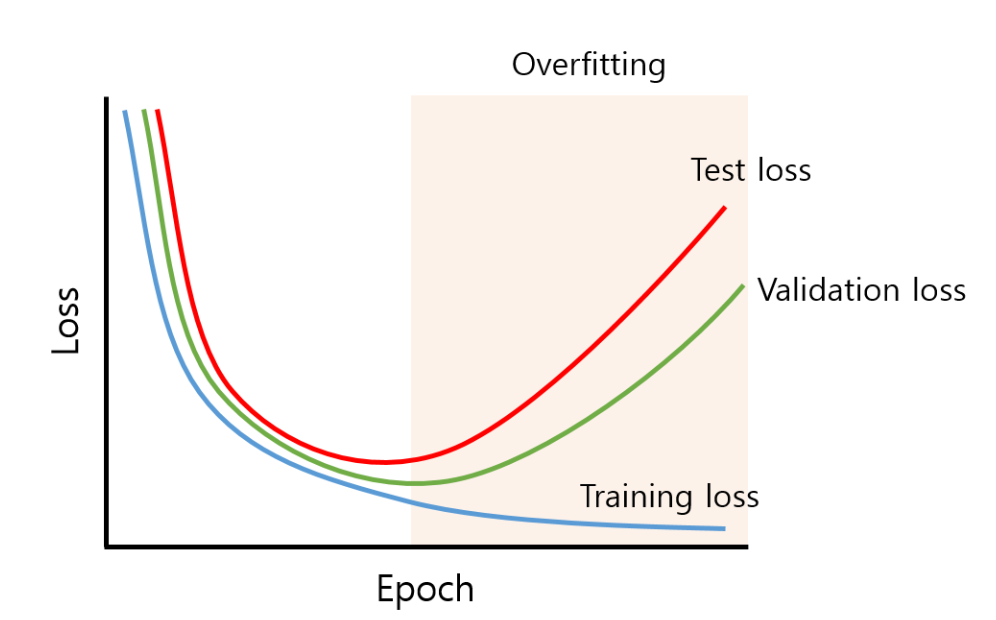 Overfitting
Test loss
Validation loss
Loss
Training loss
Epoch